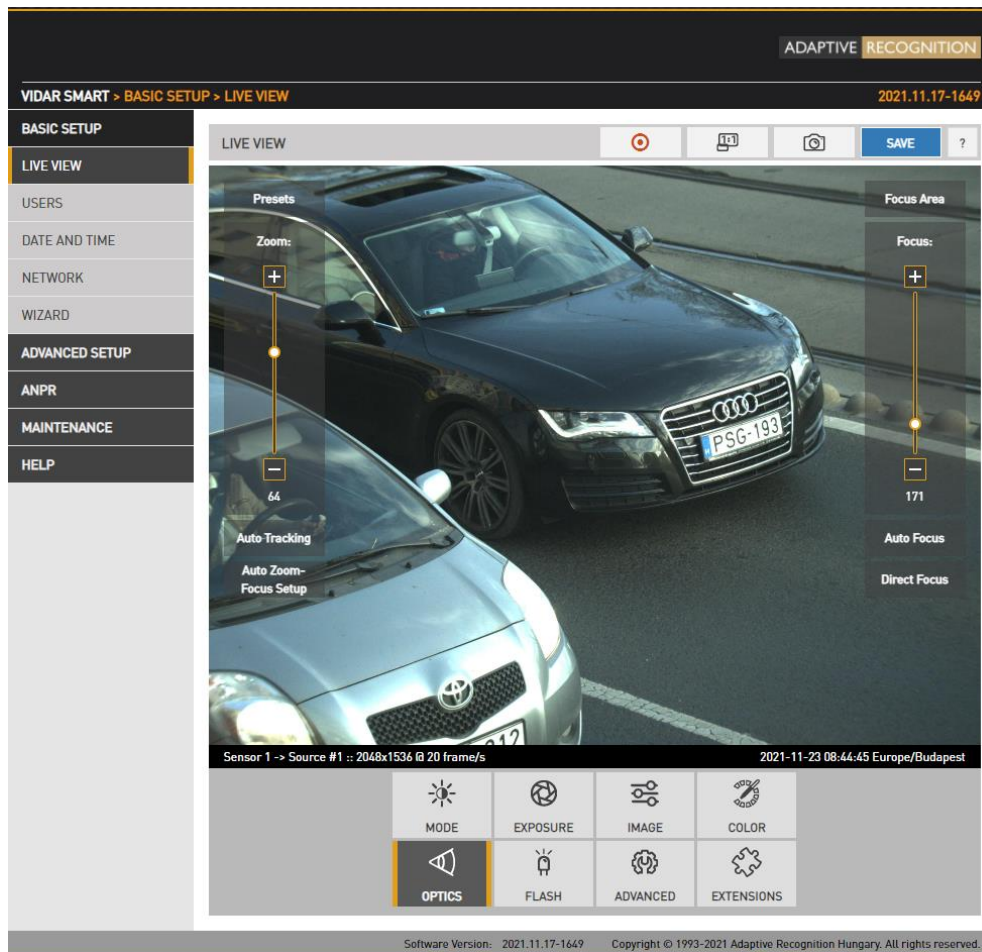 ADAPTIVE RECOGNITION
VIDAR SMART > BASIC SETUP > LIVE VIEW
2021.11.17-1649
BASIC SETUP
LIVE VIEW
USERS
DATE AND TIME
NETWORK
WIZARD
ADVANCED SETUP
ANPR
MAINTENANCE
HELP
LIVE VIEW
1:1
SAVE
?
Presets
Zoom:
+
−
64
Auto Tracking
Auto Zoom-
Focus Setup
Focus Area
Focus:
+
−
171
Auto Focus
Direct Focus
PSG-193
012
Sensor 1 -> Source #1 :: 2048x1536 @ 20 frame/s
2021-11-23 08:44:45 Europe/Budapest
MODE
EXPOSURE
IMAGE
COLOR
OPTICS
FLASH
ADVANCED
EXTENSIONS
Software Version: 2021.11.17-1649
Copyright © 1993-2021 Adaptive Recognition Hungary. All rights reserved.